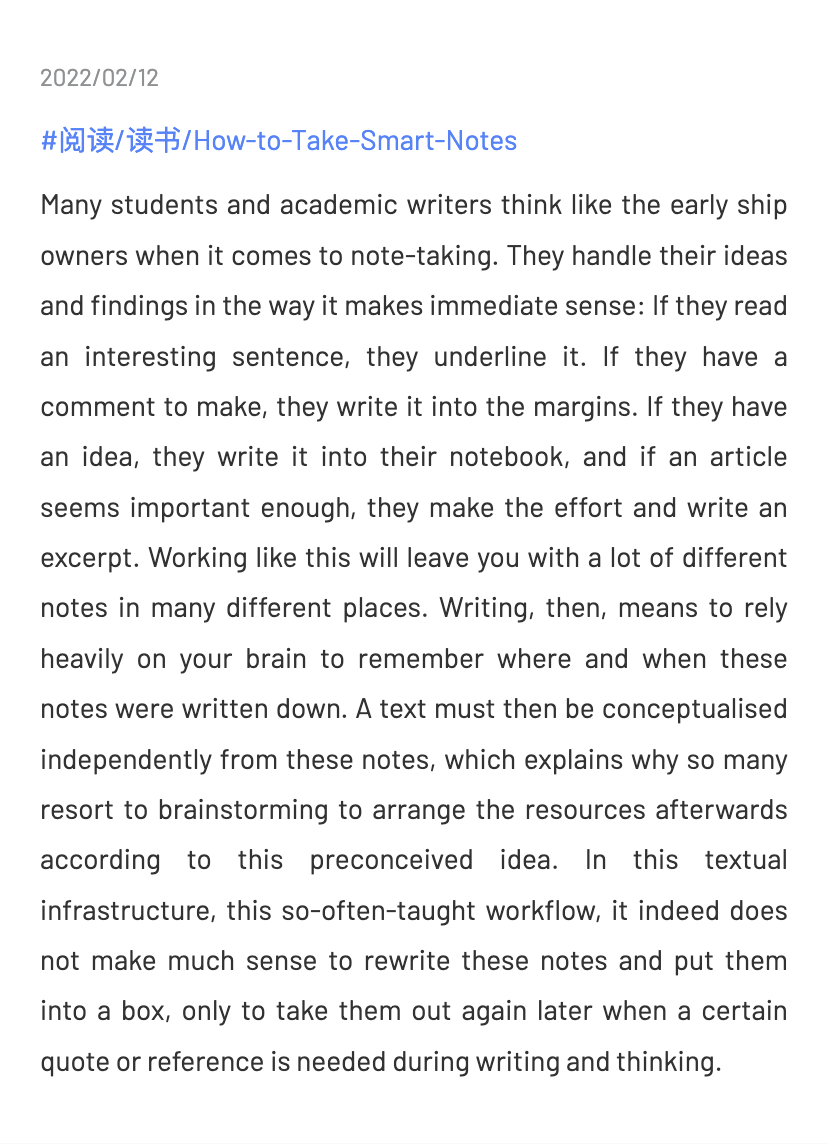 2022/02/12
#阅读/读书/How-to-Take-Smart-Notes
Many students and academic writers think like the early ship
owners when it comes to note-taking. They handle their ideas
and findings in the way it makes immediate sense: If they read
an interesting sentence, they underline it. If they have a
comment to make, they write it into the margins. If they have
an idea, they write it into their notebook, and if an article
seems important enough, they make the effort and write an
excerpt. Working like this will leave you with a lot of different
notes in many different places. Writing, then, means to rely
heavily on your brain to remember where and when these
notes were written down. A text must then be conceptualised
independently from these notes, which explains why so many
resort to brainstorming to arrange the resources afterwards
according to this preconceived idea. In this textual
infrastructure, this so-often-taught workflow, it indeed does
not make much sense to rewrite these notes and put them
into a box, only to take them out again later when a certain
quote or reference is needed during writing and thinking.